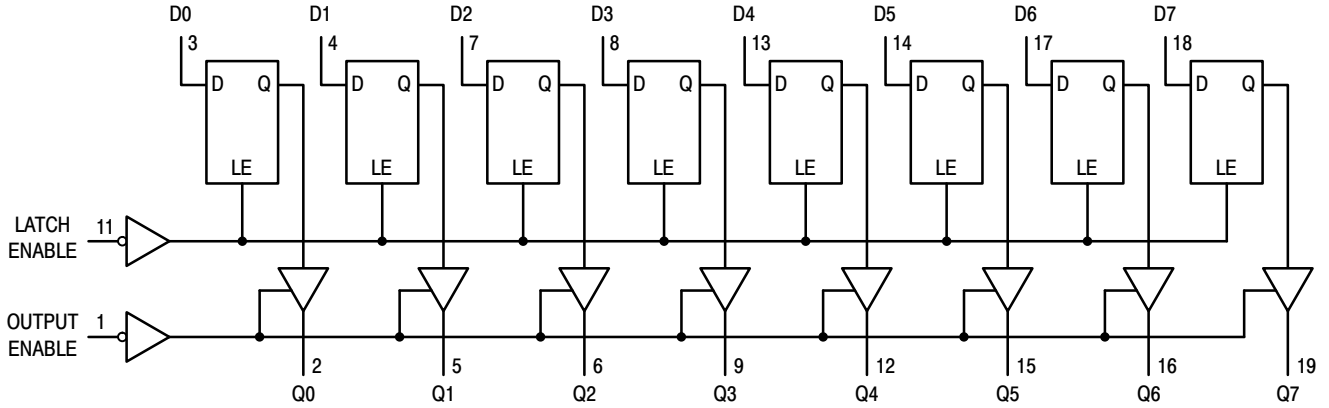 D0 D1 D2 D3 D4 D5 D6 D7
3 4 7 8 13 14 17 18
D Q D Q D Q D Q D Q D Q D Q D Q
LE LE LE LE LE LE LE LE
LATCH 11
ENABLE
OUTPUT 1
ENABLE
2 5 6 9 12 15 16 19
Q0 Q1 Q2 Q3 Q4 Q5 Q6 Q7